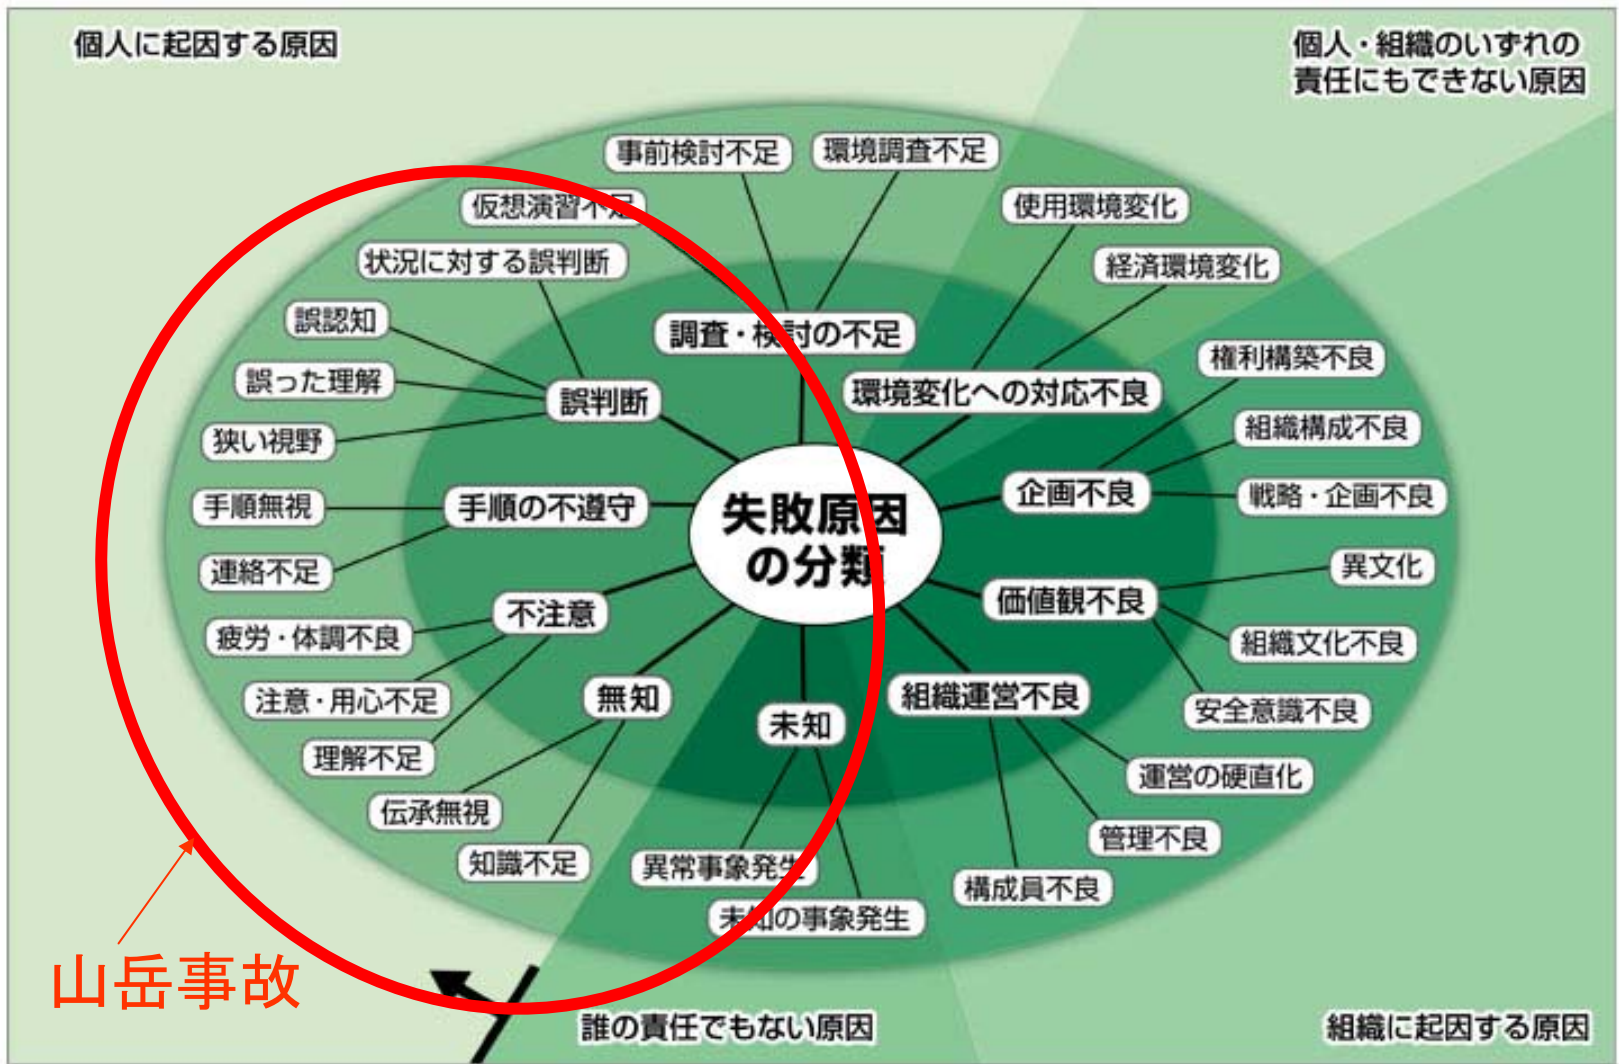 個人に起因する原因
個人・組織のいずれの
責任にもできない原因
事前検討不足
環境調査不足
仮想演習不足
使用環境変化
状況に対する誤判断
経済環境変化
誤認知
調査・検討の不足
権利構築不良
誤った理解
誤判断
環境変化への対応不良
狭い視野
組織構成不良
手順無視
手順の不遵守
失敗原因
の分類
企画不良
戦略・企画不良
連絡不足
異文化
不注意
価値観不良
疲労・体調不良
組織文化不良
注意・用心不足
無知
未知
組織運営不良
安全意識不良
理解不足
運営の硬直化
伝承無視
管理不良
知識不足
異常事象発生
構成員不良
未知の事象発生
山岳事故
誰の責任でもない原因
組織に起因する原因